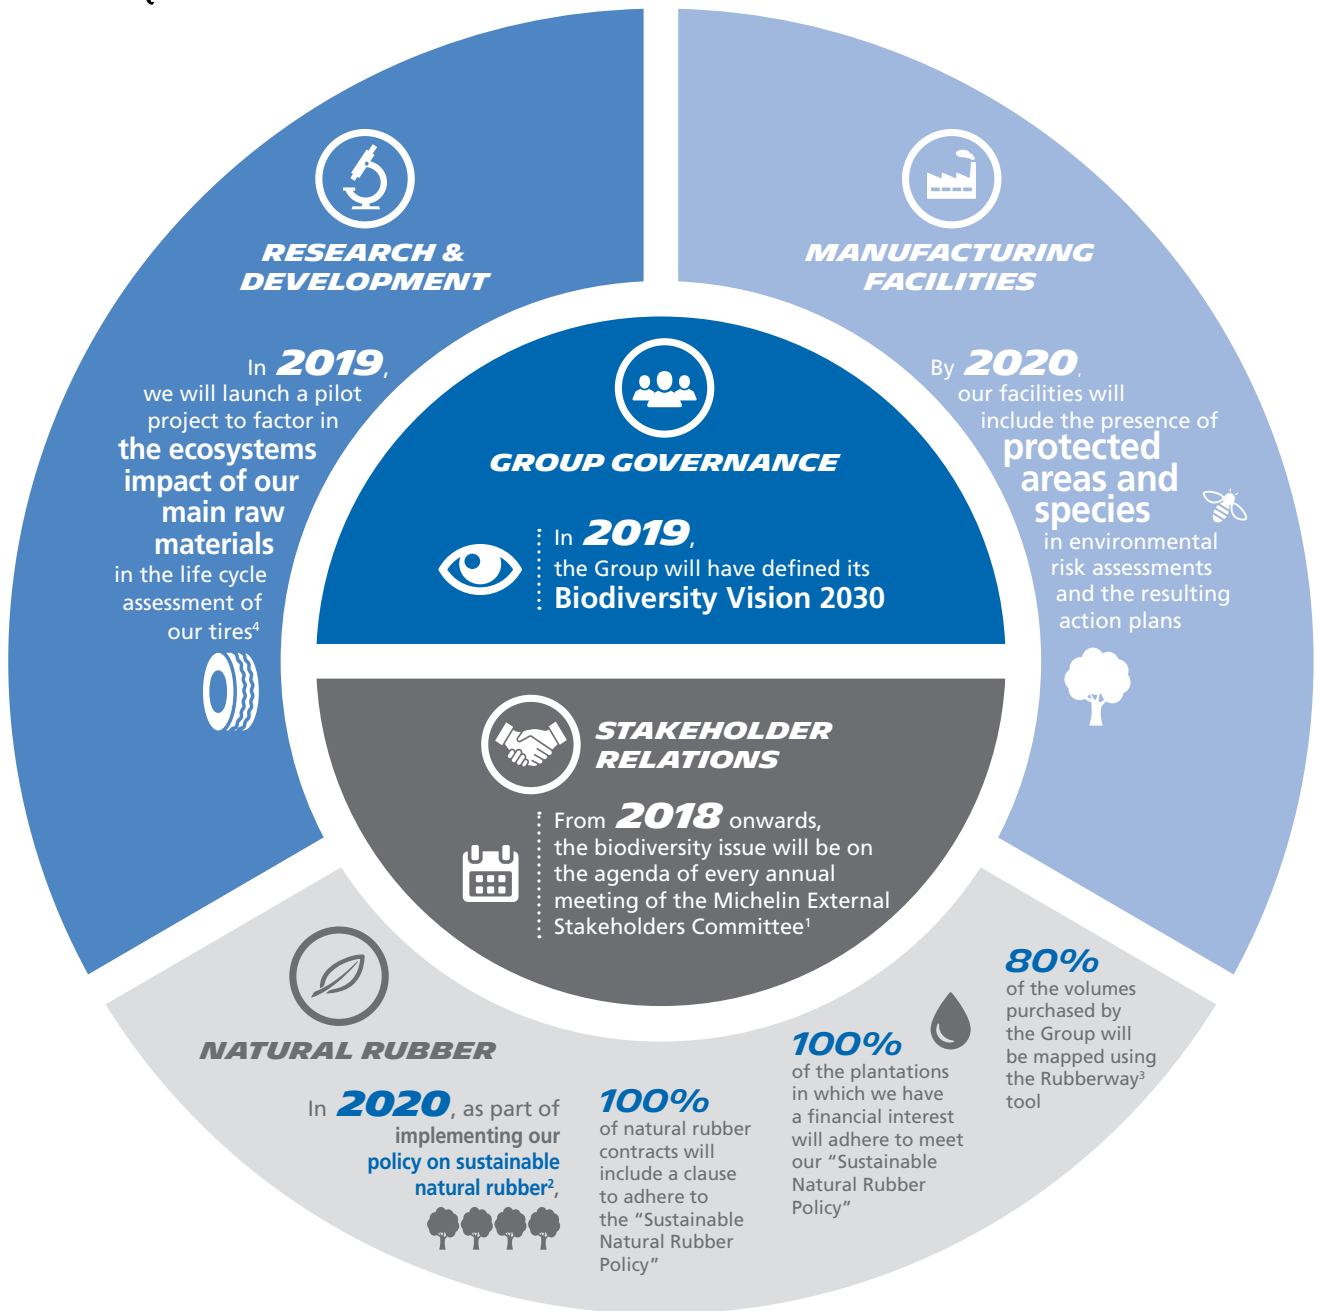 RESEARCH &
DEVELOPMENT
In 2019,
we will launch a pilot
project to factor in
the ecosystems
impact of our
main raw
materials
in the life cycle
assessment of
our tires4
MANUFACTURING
FACILITIES
By 2020,
our facilities will
include the presence of
protected
areas and
species
in environmental
risk assessments
and the resulting
action plans
GROUP GOVERNANCE
In 2019,
the Group will have defined its
Biodiversity Vision 2030
STAKEHOLDER
RELATIONS
From 2018 onwards,
the biodiversity issue will be on
the agenda of every annual
meeting of the Michelin External
Stakeholders Committee1
NATURAL RUBBER
In 2020, as part of
implementing our
policy on sustainable
natural rubber2,
100%
of natural rubber
contracts will
include a clause
to adhere to
the “Sustainable
Natural Rubber
Policy”
100%
of the plantations
in which we have
a financial interest
will adhere to meet
our “Sustainable
Natural Rubber
Policy”
80%
of the volumes
purchased by
the Group will
be mapped using
the Rubberway3
tool